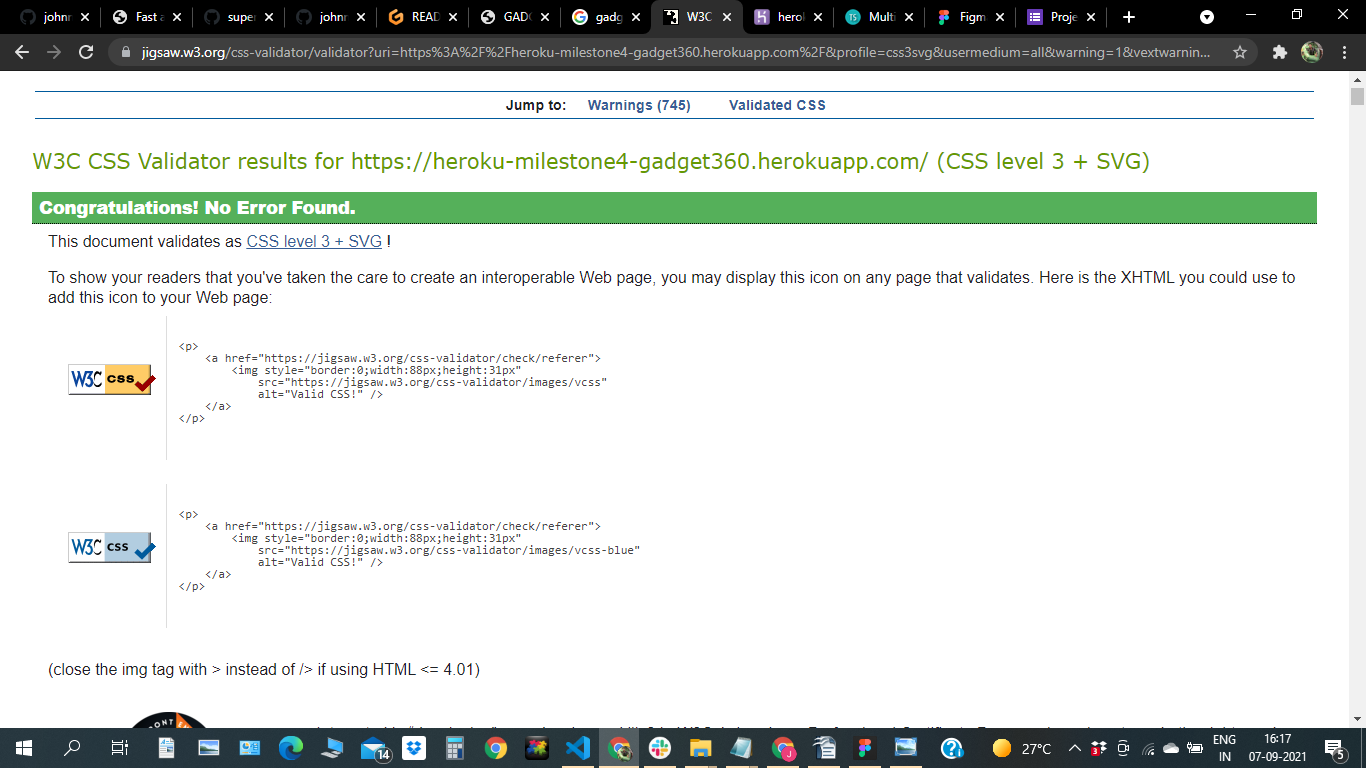 johnr
Fast a
super
johnr
READ
GADG
gadg
W3C
herok
Multi
Figm
Proje
jigsaw.w3.org/css-validator/validator?uri=https%3A%2F%2Fheroku-milestone4-gadget360.herokuapp.com%2F&profile=css3svg&usermedium=all&warning=1&vextwarnin...
Jump to: Warnings (745) Validated CSS
W3C CSS Validator results for https://heroku-milestone4-gadget360.herokuapp.com/ (CSS level 3 + SVG)
Congratulations! No Error Found.
This document validates as CSS level 3 + SVG !
To show your readers that you've taken the care to create an interoperable Web page, you may display this icon on any page that validates. Here is the XHTML you could use to
add this icon to your Web page:
W3C css
<p>
<a href="https://jigsaw.w3.org/css-validator/check/referer">
<img style="border:0;width:88px;height:31px"
src="https://jigsaw.w3.org/css-validator/images/vcss"
alt="Valid CSS!" />
</a>
</p>
W3C css
<p>
<a href="https://jigsaw.w3.org/css-validator/check/referer">
<img style="border:0;width:88px;height:31px"
src="https://jigsaw.w3.org/css-validator/images/vcss-blue"
alt="Valid CSS!" />
</a>
</p>
(close the img tag with > instead of /> if using HTML <= 4.01)
14
27°C
ENG
IN
16:17
07-09-2021
5